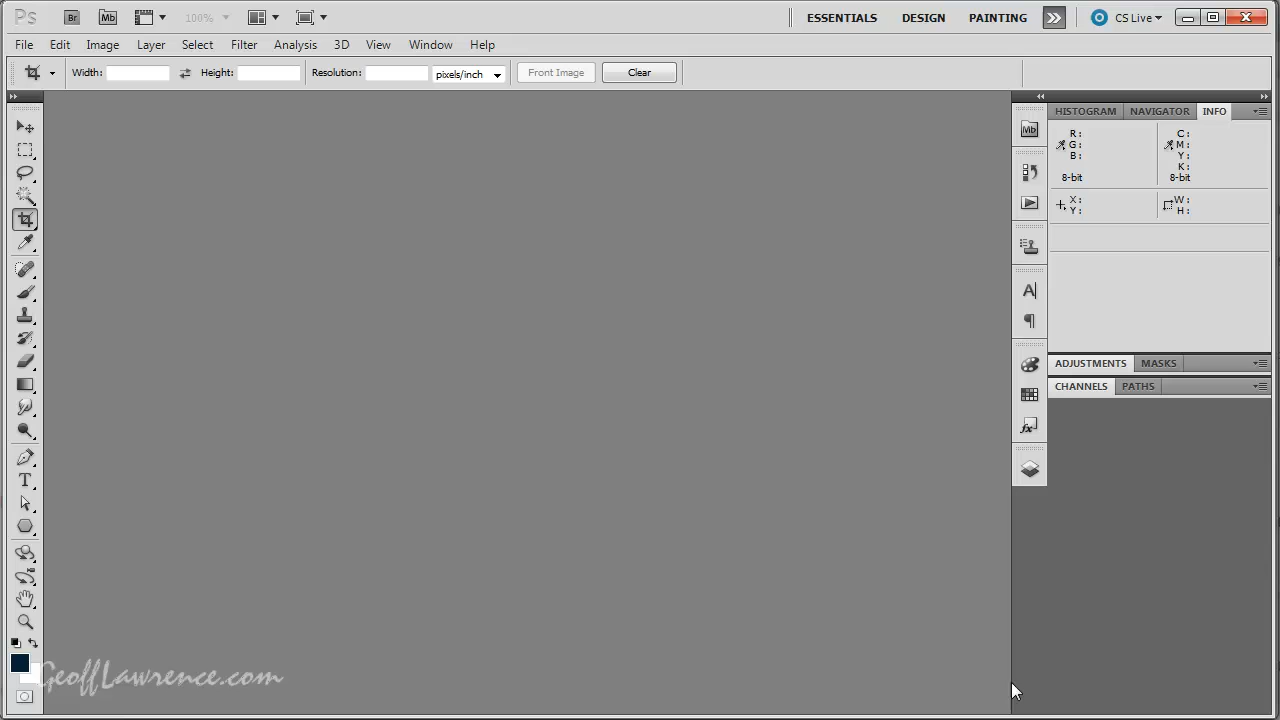 Ps Br Mb 100% ESSENTIALS DESIGN PAINTING CS Live
File Edit Image Layer Select Filter Analysis 3D View Window Help
Width: Height: Resolution: pixels/inch Front Image Clear
HISTOGRAM NAVIGATOR INFO
Mb
R: C:
G: M:
B: Y:
K:
8-bit 8-bit
X: W:
Y: H:
A
¶
ADJUSTMENTS MASKS
CHANNELS PATHS
fx
T
GeoffLawrence.com